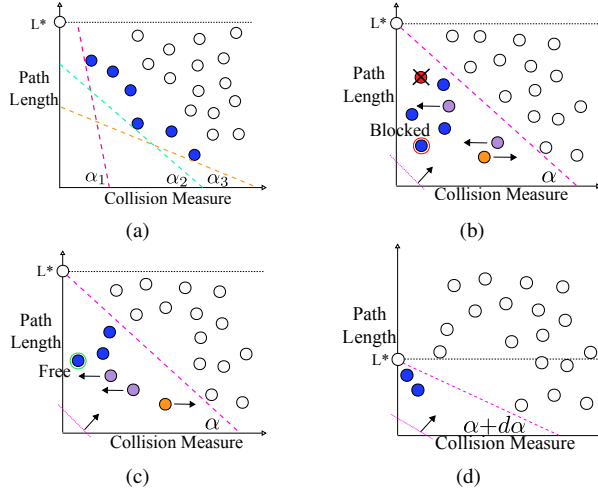 L*
Path
Length
α₁
α₂
α₃
Collision Measure
(a)
L*
Path
Length
Blocked
α
Collision Measure
(b)
L*
Path
Length
Free
α
Collision Measure
(c)
Path
Length
L*
α+dα
Collision Measure
(d)